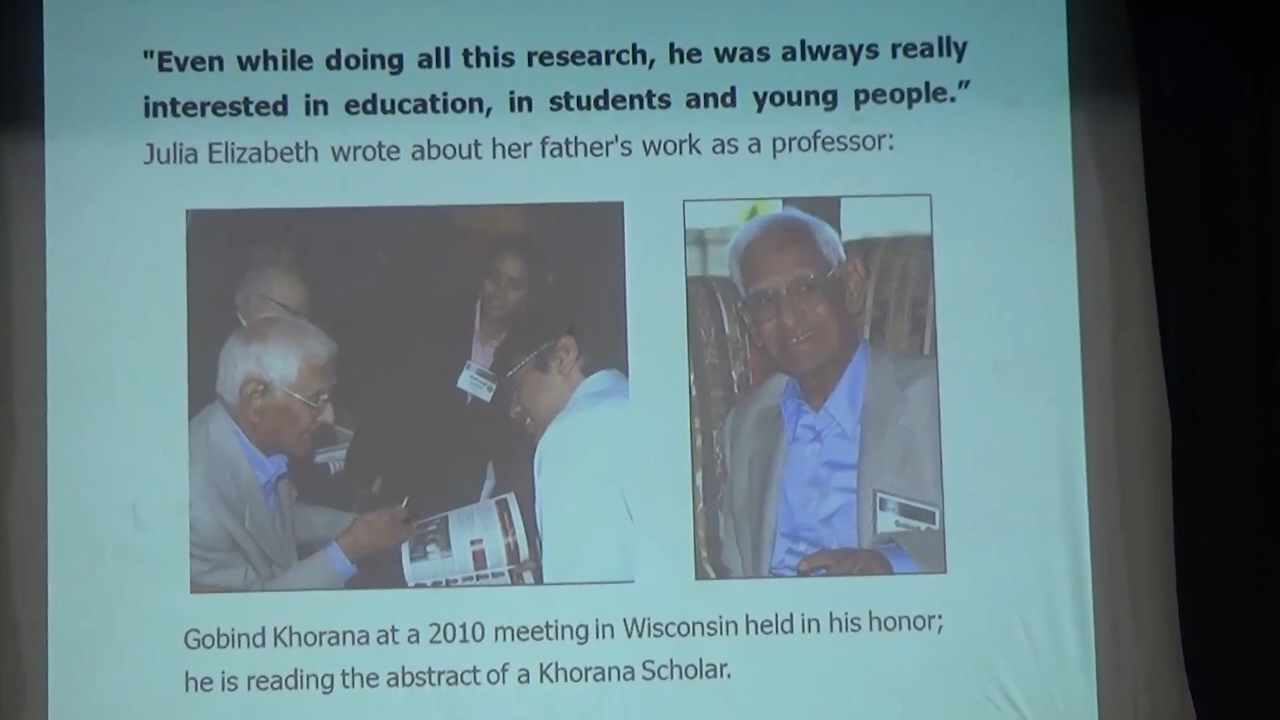 "Even while doing all this research, he was always really
interested in education, in students and young people.”
Julia Elizabeth wrote about her father's work as a professor:
Gobind
Gobind Khorana at a 2010 meeting in Wisconsin held in his honor;
he is reading the abstract of a Khorana Scholar.